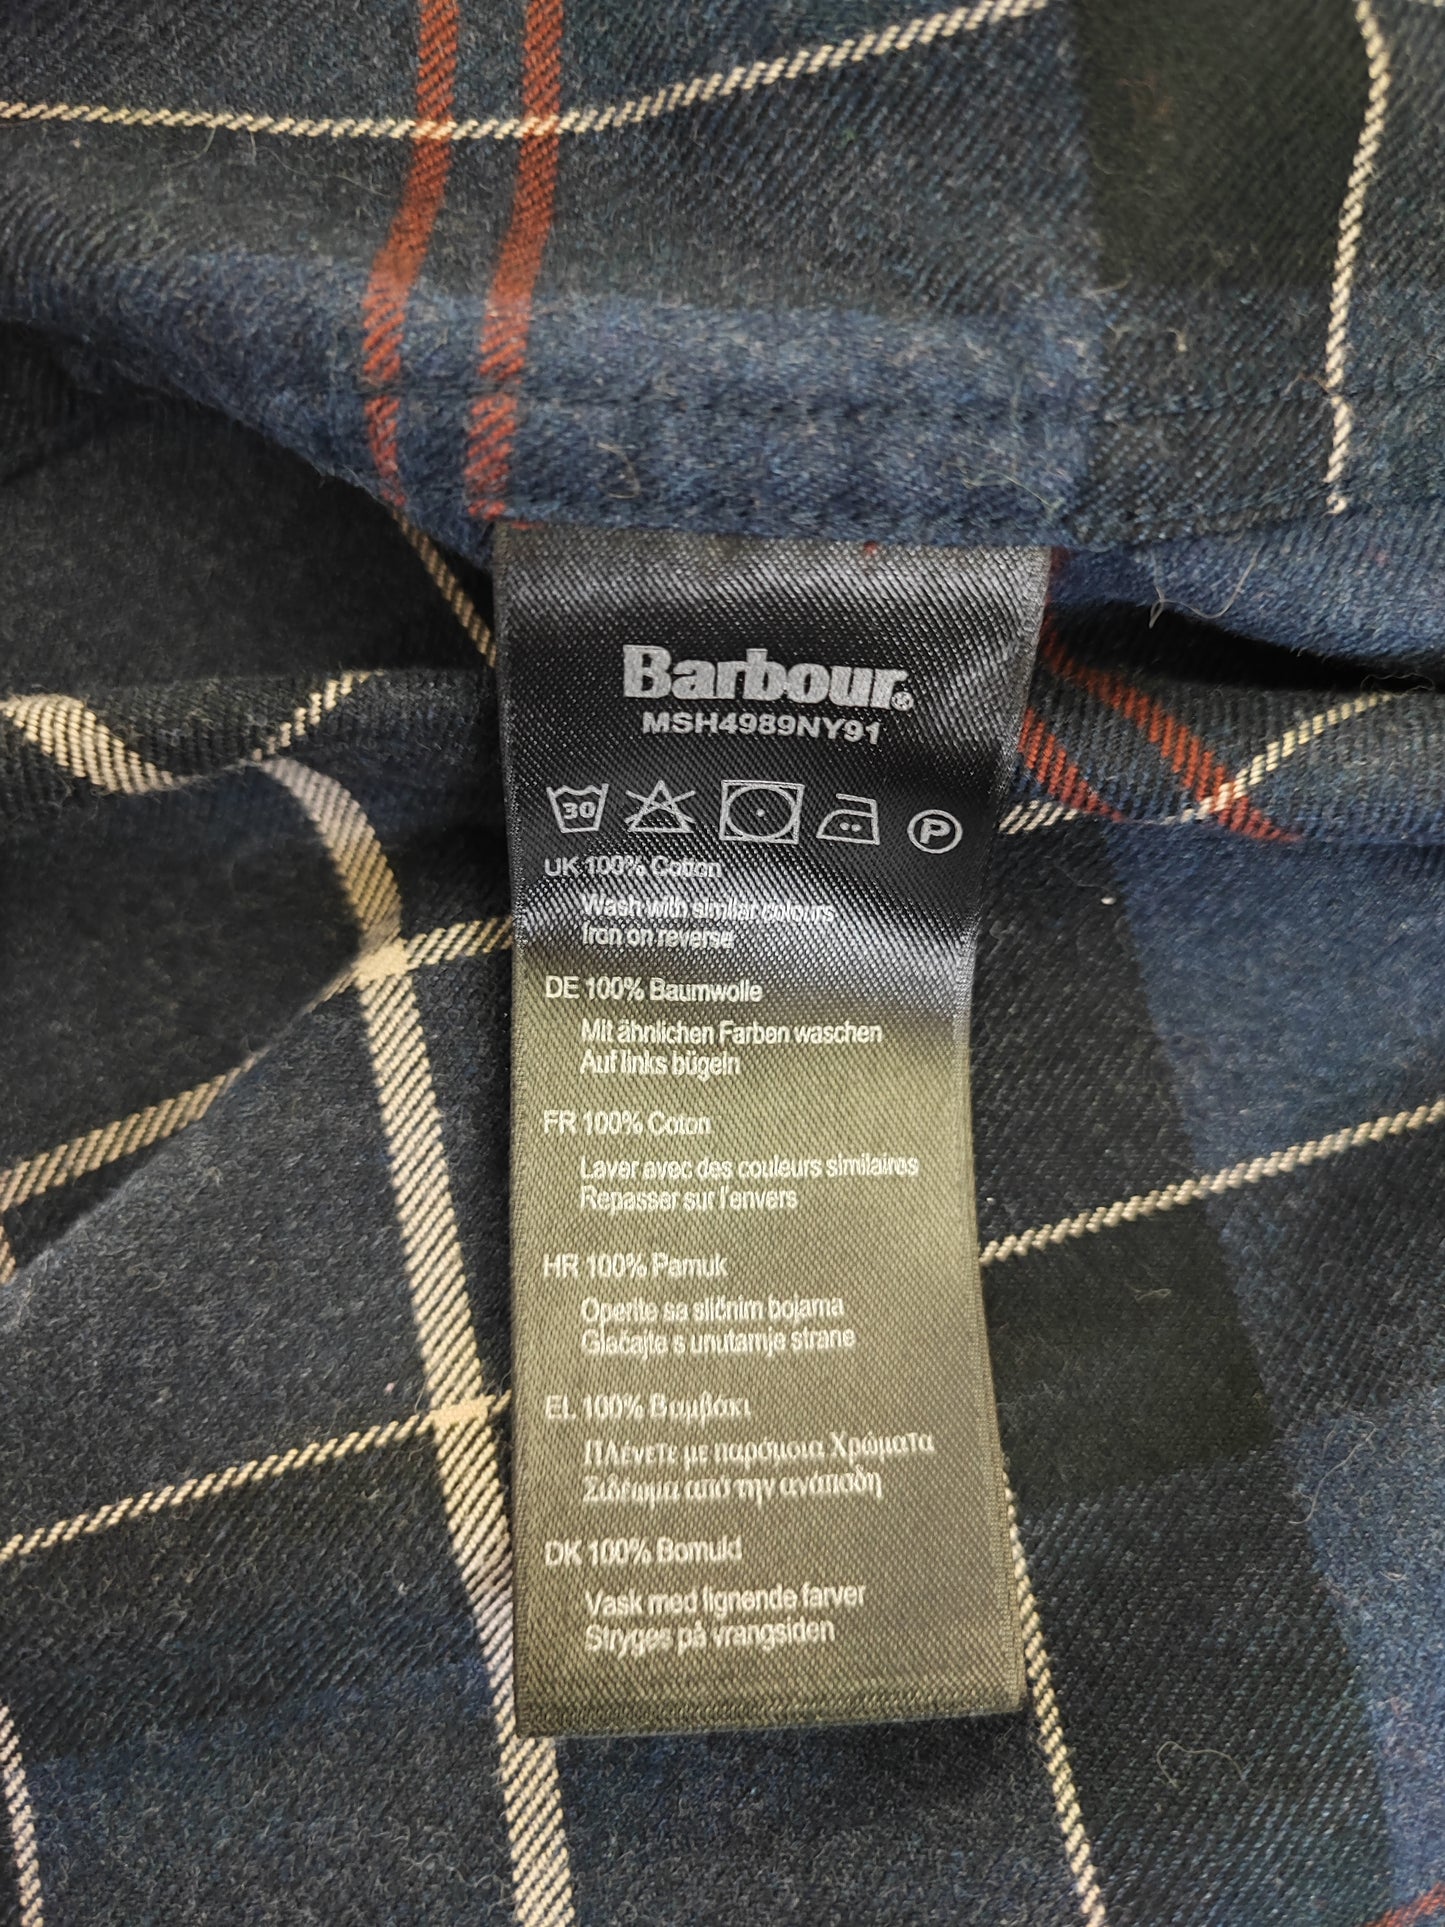 Barbour®
MSH4989NY91
30 P
UK 100% Cotton
Wash with similar colours
Iron on reverse
DE 100% Baumwolle
Mit ähnlichen Farben waschen
Auf links bügeln
FR 100% Coton
Laver avec des couleurs similaires
Repasser sur l'envers
HR 100% Pamuk
Operite sa sličnim bojama
Glačajte s unutarnje strane
EL 100% Βαμβάκι
Πλένετε με παρόμοια Χρώματα
Σιδέωμα από την ανάποδη
DK 100% Bomuld
Vask med lignende farver
Stryges på vrangsiden